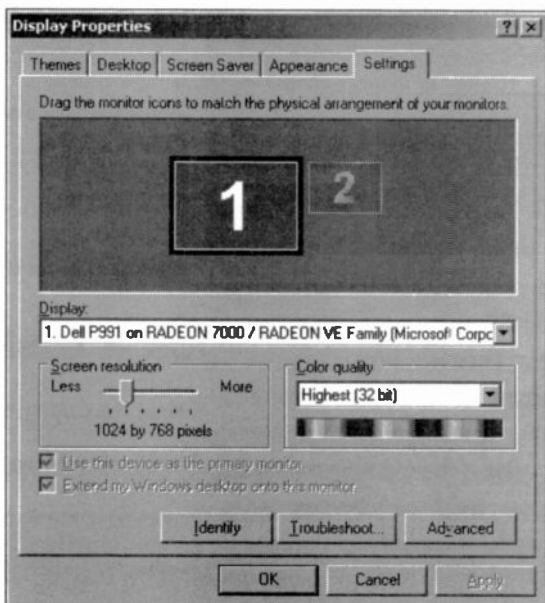 Display Properties
Themes Desktop Screen Saver Appearance Settings
Drag the monitor icons to match the physical arrangement of your monitors.
1 2
Display:
1. Dell P991 on RADEON 7000 / RADEON VE Family (Microsoft Corpc
Screen resolution
Less More
1024 by 768 pixels
Color quality
Highest (32 bit)
Use this device as the primary monitor.
Extend my Windows desktop onto this monitor.
Identify Troubleshoot... Advanced
OK Cancel Apply